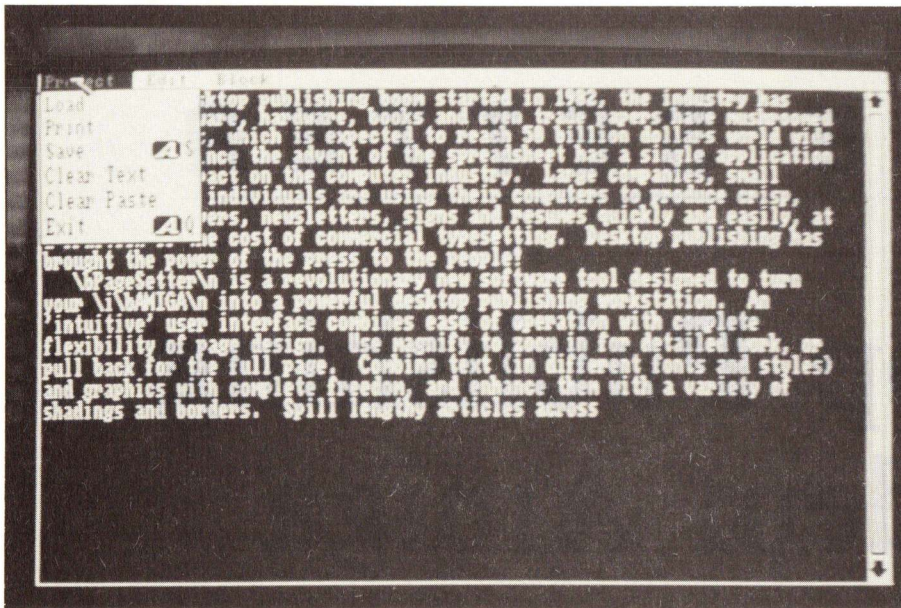 Project Edit Block
Load
Print
Save A S
Clear Text
Clear Paste
Exit A Q
ktop publishing boom started in 1982, the industry has
are, hardware, books and even trade papers have mushroomed
, which is expected to reach 50 billion dollars world wide
nce the advent of the spreadsheet has a single application
pact on the computer industry. Large companies, small
individuals are using their computers to produce crisp,
ers, newsletters, signs and resumes quickly and easily, at
e cost of commercial typesetting. Desktop publishing has
brought the power of the press to the people!
\bPageSetter\n is a revolutionary new software tool designed to turn
your \i\bAMIGA\n into a powerful desktop publishing workstation. An
'intuitive' user interface combines ease of operation with complete
flexibility of page design. Use magnify to zoom in for detailed work, or
pull back for the full page. Combine text (in different fonts and styles)
and graphics with complete freedom, and enhance them with a variety of
shadings and borders. Spill lengthy articles across